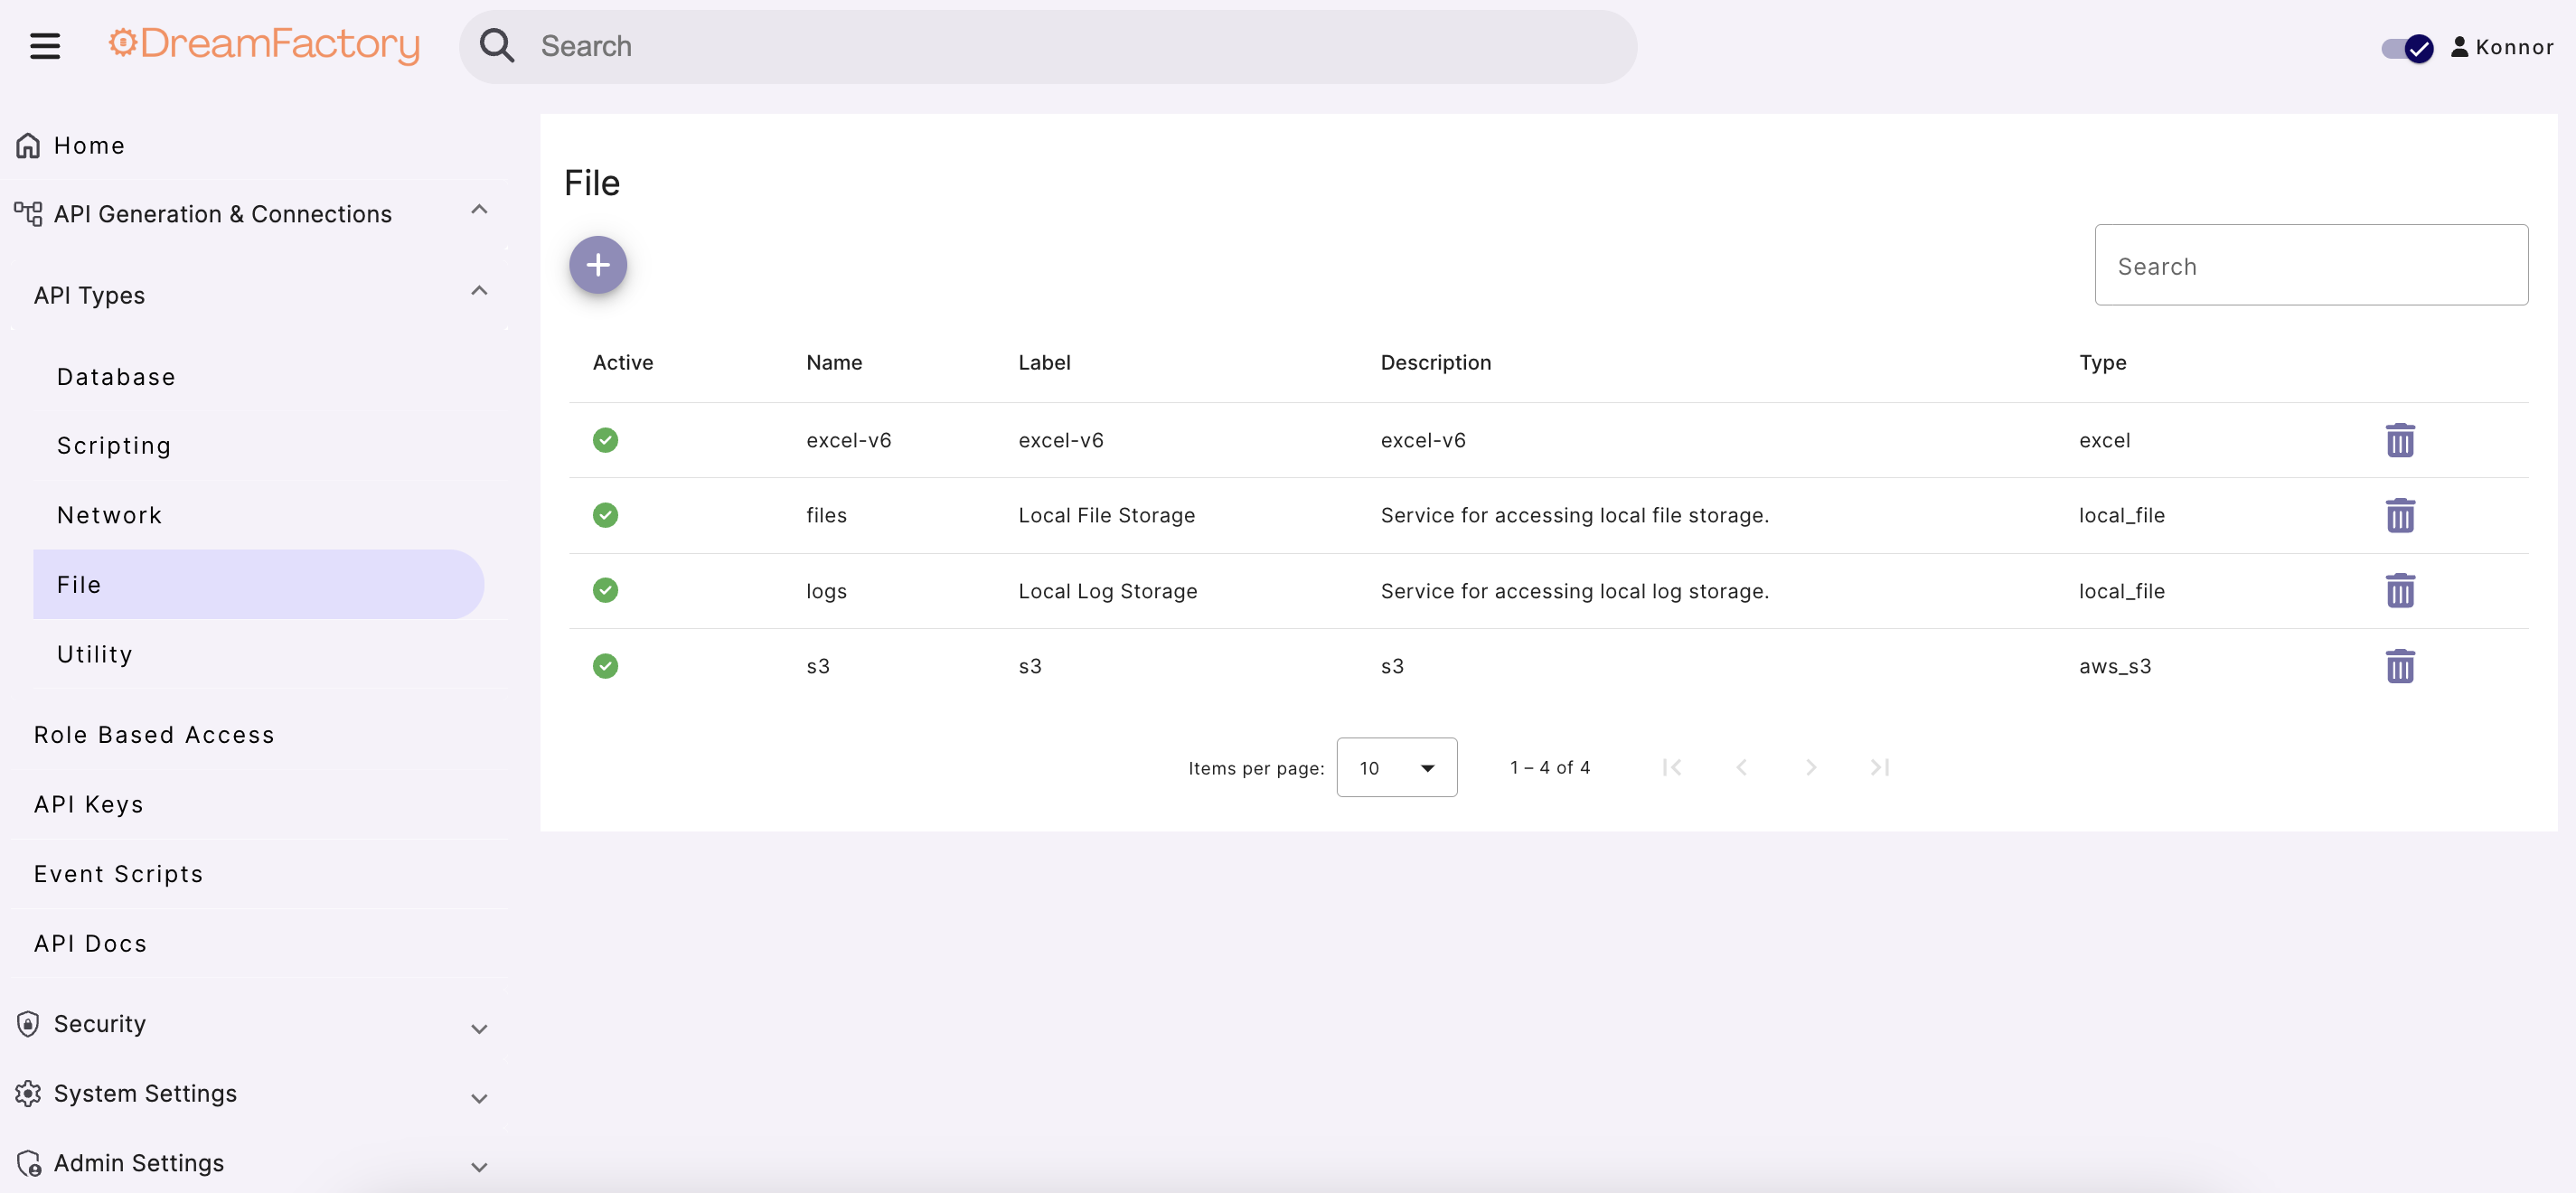 DreamFactory
Search
Konnor
Home
API Generation & Connections
API Types
Database
Scripting
Network
File
Utility
Role Based Access
API Keys
Event Scripts
API Docs
Security
System Settings
Admin Settings
File
Search
Active Name Label Description Type
excel-v6 excel-v6 excel-v6 excel
files Local File Storage Service for accessing local file storage. local_file
logs Local Log Storage Service for accessing local log storage. local_file
s3 s3 s3 aws_s3
Items per page: 10 1 – 4 of 4